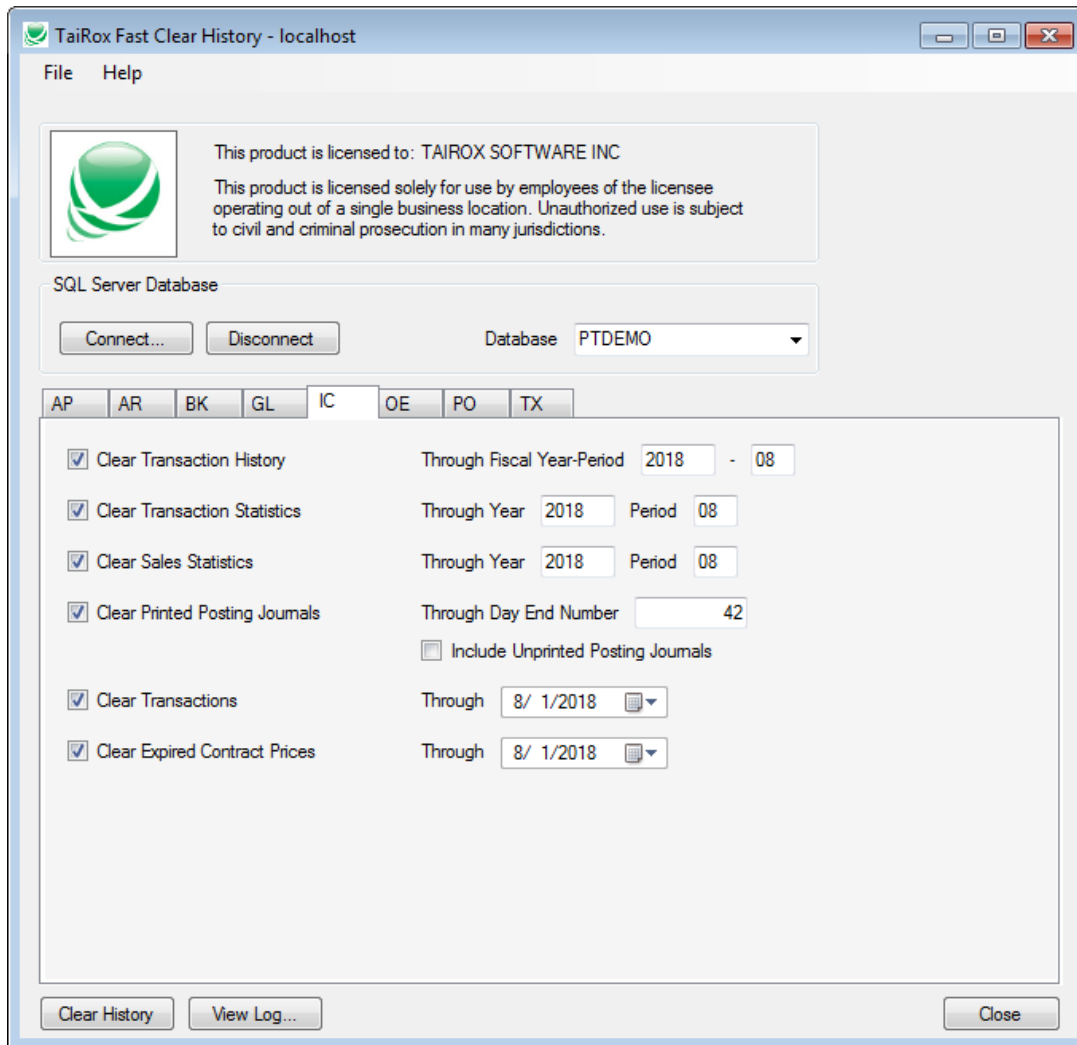 TaiRox Fast Clear History - localhost
File Help
This product is licensed to: TAIROX SOFTWARE INC
This product is licensed solely for use by employees of the licensee
operating out of a single business location. Unauthorized use is subject
to civil and criminal prosecution in many jurisdictions.
SQL Server Database
Connect... Disconnect Database PTDEMO
AP AR BK GL IC OE PO TX
Clear Transaction History Through Fiscal Year-Period 2018 - 08
Clear Transaction Statistics Through Year 2018 Period 08
Clear Sales Statistics Through Year 2018 Period 08
Clear Printed Posting Journals Through Day End Number 42
Include Unprinted Posting Journals
Clear Transactions Through 8/ 1/2018
Clear Expired Contract Prices Through 8/ 1/2018
Clear History View Log... Close